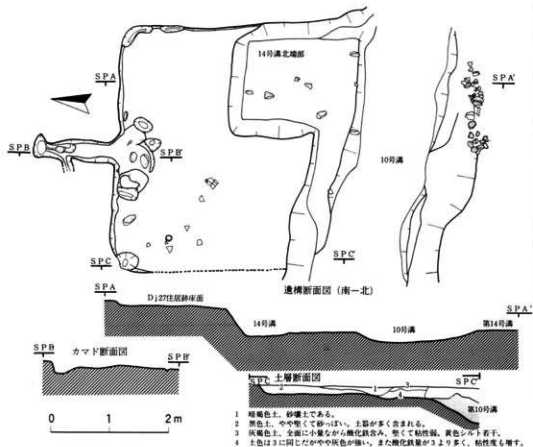 14号溝北端部
SPA
SPA'
SPB
SPB'
10号溝
SPC
SPC'
遺構断面図(南-北)
SPA
SPA'
Dj27住居跡床面
14号溝
10号溝
第14号溝
カマド断面図
SPB
SPB'
土層断面図
SPC
SPC'
2
1
3
4
第10号溝
0
1
2m
1 暗褐色土、砂壌土である。
2 黒色土、やや堅くて砂っぽい。土器が多く含まれる。
3 灰褐色土、全面に小量ながら酸化鉄含み、堅くて粘性弱。黄色シルト若干。
4 土色は3に同じだがやや灰色が強い。また酸化鉄量が3より多く、粘性度も増す。